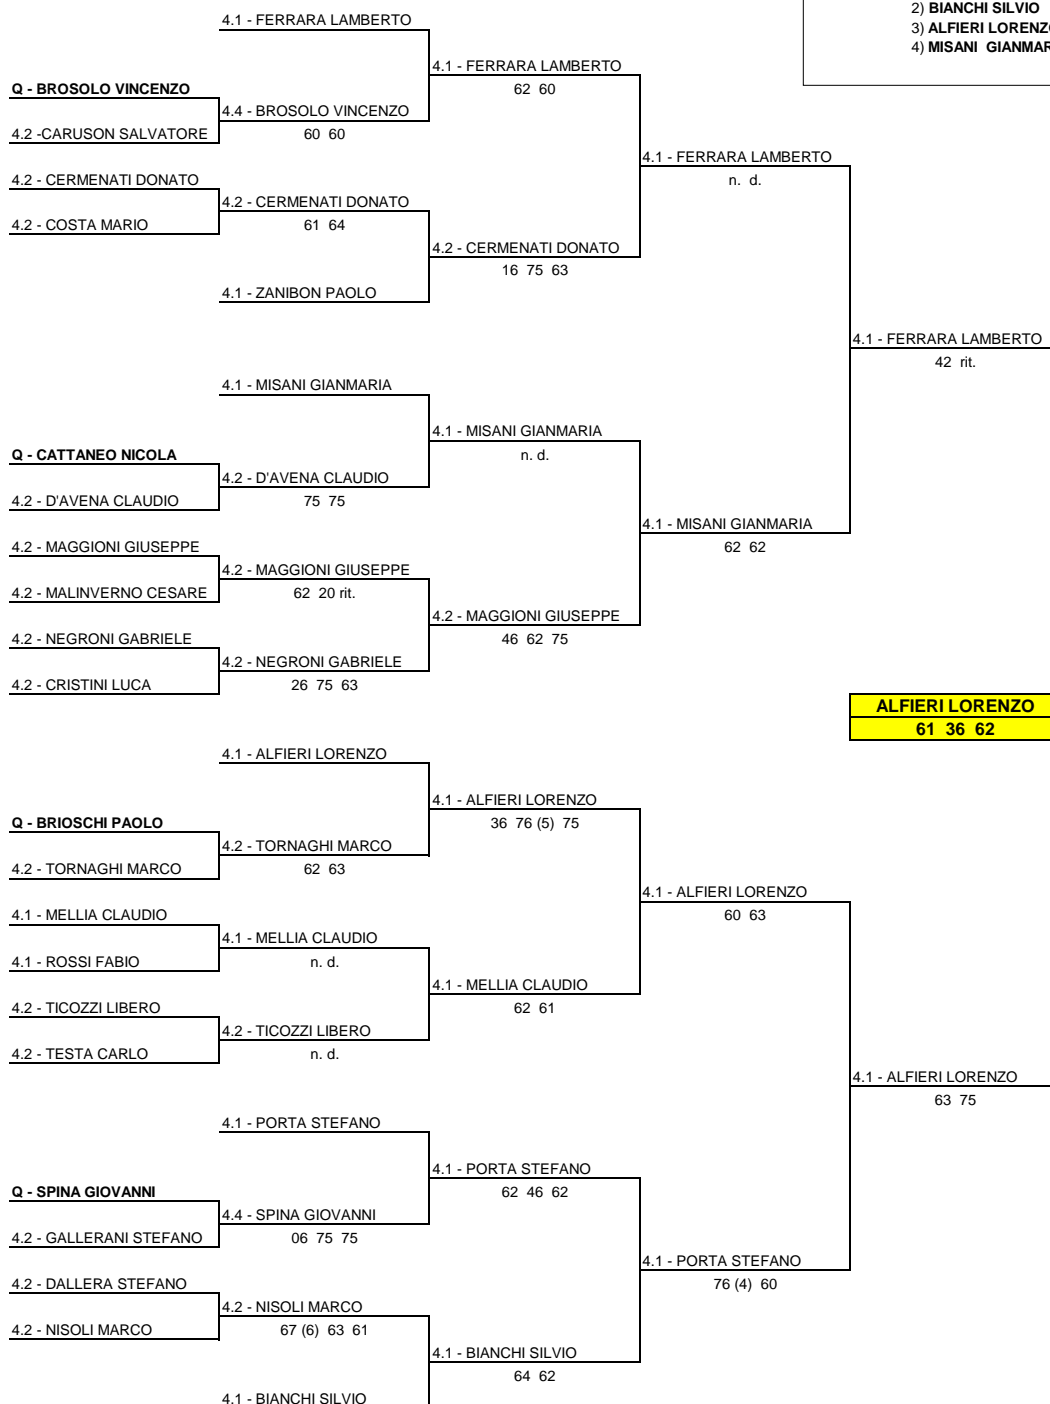 2) BIANCHI SILVIO
3) ALFIERI LORENZO
4) MISANI GIANMAR
4.1 - FERRARA LAMBERTO
4.1 - FERRARA LAMBERTO
62 60
Q - BROSOLO VINCENZO
4.4 - BROSOLO VINCENZO
60 60
4.2 -CARUSON SALVATORE
4.1 - FERRARA LAMBERTO
n. d.
4.2 - CERMENATI DONATO
4.2 - CERMENATI DONATO
61 64
4.2 - COSTA MARIO
4.2 - CERMENATI DONATO
16 75 63
4.1 - ZANIBON PAOLO
4.1 - FERRARA LAMBERTO
42 rit.
4.1 - MISANI GIANMARIA
4.1 - MISANI GIANMARIA
n. d.
Q - CATTANEO NICOLA
4.2 - D'AVENA CLAUDIO
75 75
4.2 - D'AVENA CLAUDIO
4.1 - MISANI GIANMARIA
62 62
4.2 - MAGGIONI GIUSEPPE
4.2 - MAGGIONI GIUSEPPE
62 20 rit.
4.2 - MALINVERNO CESARE
4.2 - MAGGIONI GIUSEPPE
46 62 75
4.2 - NEGRONI GABRIELE
4.2 - NEGRONI GABRIELE
26 75 63
4.2 - CRISTINI LUCA
ALFIERI LORENZO
61 36 62
4.1 - ALFIERI LORENZO
4.1 - ALFIERI LORENZO
36 76 (5) 75
Q - BRIOSCHI PAOLO
4.2 - TORNAGHI MARCO
62 63
4.2 - TORNAGHI MARCO
4.1 - ALFIERI LORENZO
60 63
4.1 - MELLIA CLAUDIO
4.1 - MELLIA CLAUDIO
n. d.
4.1 - ROSSI FABIO
4.1 - MELLIA CLAUDIO
62 61
4.2 - TICOZZI LIBERO
4.2 - TICOZZI LIBERO
n. d.
4.2 - TESTA CARLO
4.1 - ALFIERI LORENZO
63 75
4.1 - PORTA STEFANO
4.1 - PORTA STEFANO
62 46 62
Q - SPINA GIOVANNI
4.4 - SPINA GIOVANNI
06 75 75
4.2 - GALLERANI STEFANO
4.1 - PORTA STEFANO
76 (4) 60
4.2 - DALLERA STEFANO
4.2 - NISOLI MARCO
67 (6) 63 61
4.2 - NISOLI MARCO
4.1 - BIANCHI SILVIO
64 62
4.1 - BIANCHI SILVIO